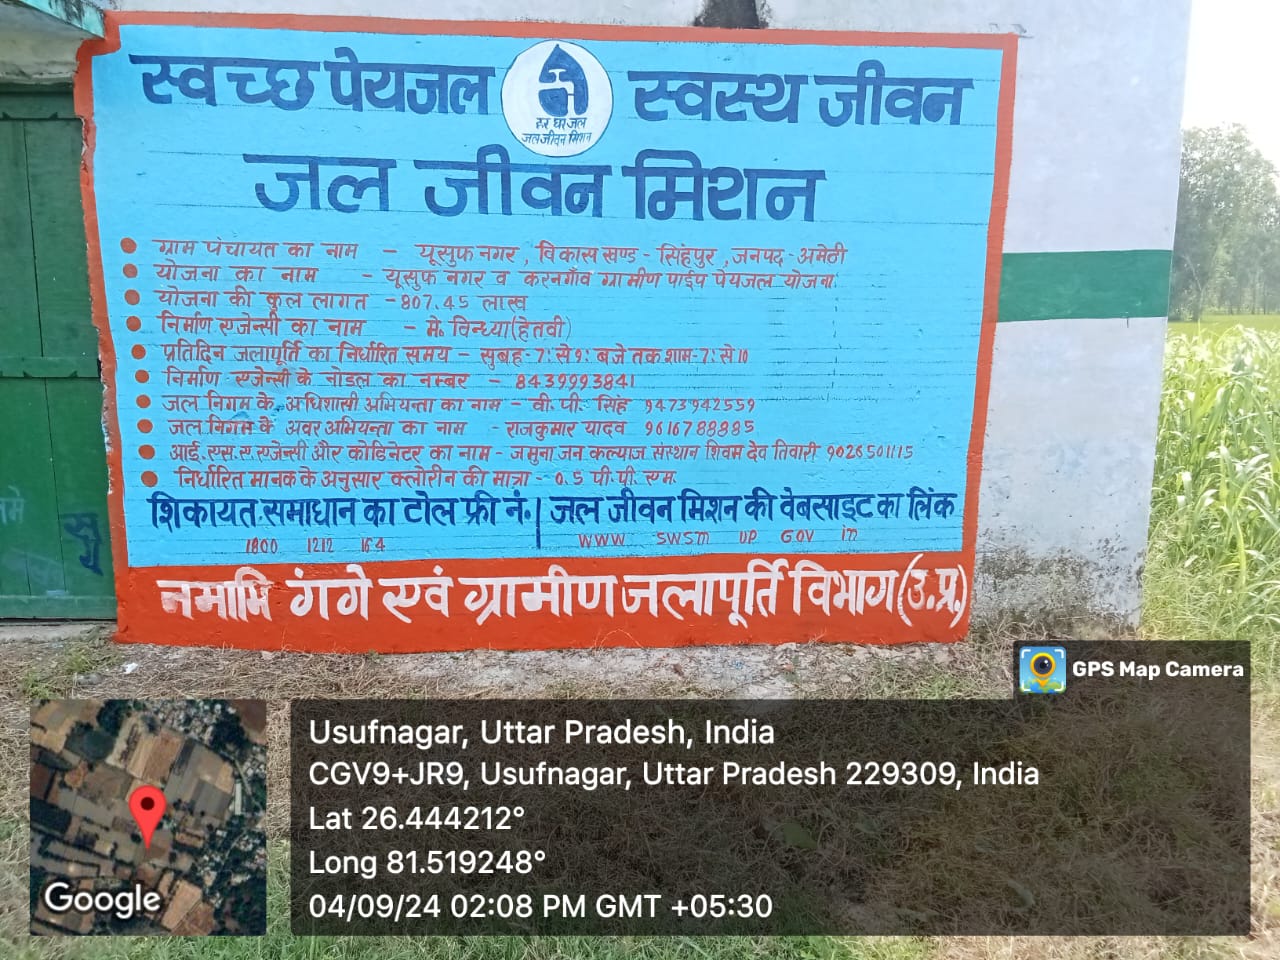 स्वच्छ पेयजल
हर घर जल
जल जीवन मिशन
स्वस्थ जीवन
जल जीवन मिशन
ग्राम पंचायत का नाम - यूसुफ नगर, विकास खण्ड - सिंहपुर, जनपद - अमेठी
योजना का नाम - यूसुफ नगर व करनगाँव ग्रामीण पाईप पेयजल योजना
योजना की कुल लागत - 807.45 लाख
निर्माण एजेन्सी का नाम - मे० विन्ध्या (हेतवी)
प्रतिदिन जलापूर्ति का निर्धारित समय - सुबह - 7: से 9: बजे तक शाम - 7: से 10
निर्माण एजेन्सी के नोडल का नम्बर - 8439993841
जल निगम के अधिशासी अभियन्ता का नाम - वी. पी. सिंह 9473942559
जल निगम के अवर अभियन्ता का नाम - राजकुमार यादव 9616788885
आई.एस.ए. एजेन्सी और कोडिनेटर का नाम - जमुना जन कल्याज संस्थान शिवम देव तिवारी 9026501115
निर्धारित मानक के अनुसार क्लोरीन की मात्रा - 0.5 पी.पी. एम.
शिकायत समाधान का टोल फ्री नं. | जल जीवन मिशन की वेबसाइट का लिंक
1800 1212 164 WWW SWSM UP GOV in
नमामि गंगे एवं ग्रामीण जलापूर्ति विभाग (उ.प्र.)
GPS Map Camera
Usufnagar, Uttar Pradesh, India
CGV9+JR9, Usufnagar, Uttar Pradesh 229309, India
Lat 26.444212°
Long 81.519248°
04/09/24 02:08 PM GMT +05:30
Google